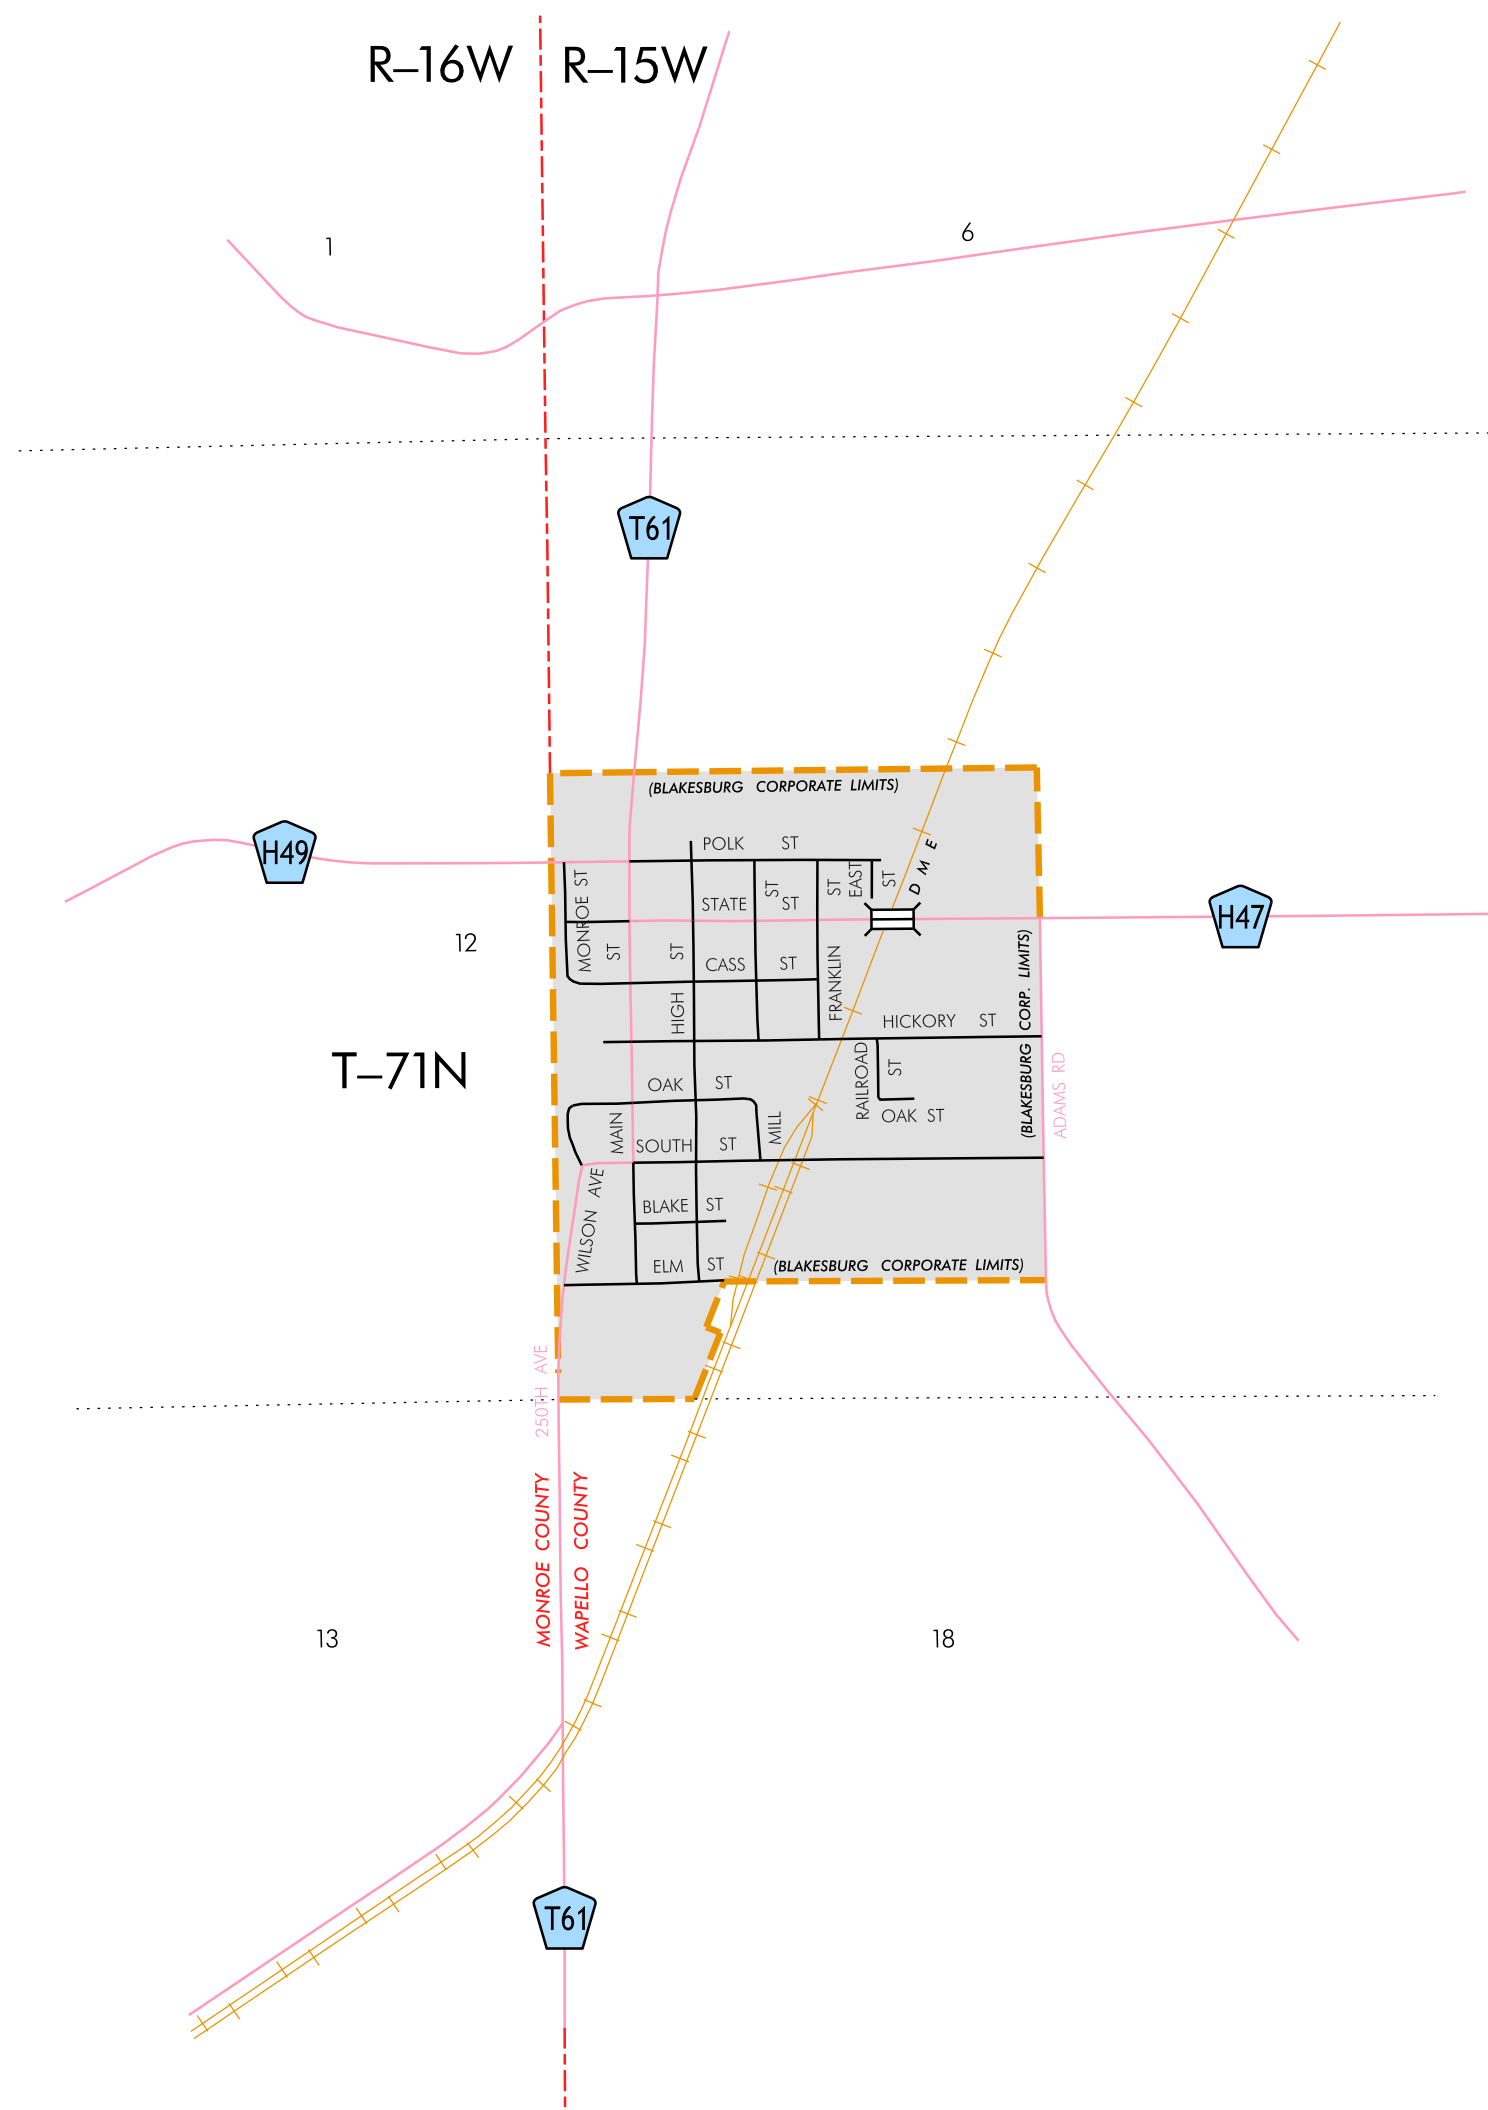 R–16W
R–15W
1
6
T61
(BLAKESBURG CORPORATE LIMITS)
H49
POLK ST
MONROE ST
STATE ST
ST
ST
EAST ST
DME
H47
12
ST
ST
CASS ST
FRANKLIN
HIGH
HICKORY ST
(BLAKESBURG CORP. LIMITS)
T–71N
OAK ST
RAILROAD ST
ADAMS RD
OAK ST
MAIN
MILL
SOUTH ST
WILSON AVE
BLAKE ST
ELM ST
(BLAKESBURG CORPORATE LIMITS)
250TH AVE
MONROE COUNTY
WAPELLO COUNTY
13
18
T61